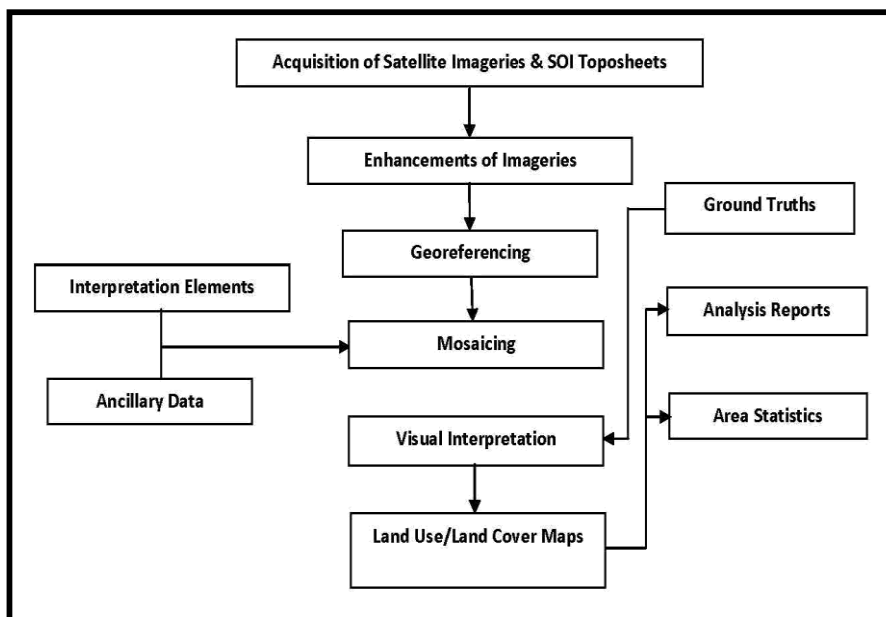 Acquisition of Satellite Imageries & SOI Toposheets
Enhancements of Imageries
Ground Truths
Georeferencing
Interpretation Elements
Analysis Reports
Mosaicing
Ancillary Data
Area Statistics
Visual Interpretation
Land Use/Land Cover Maps